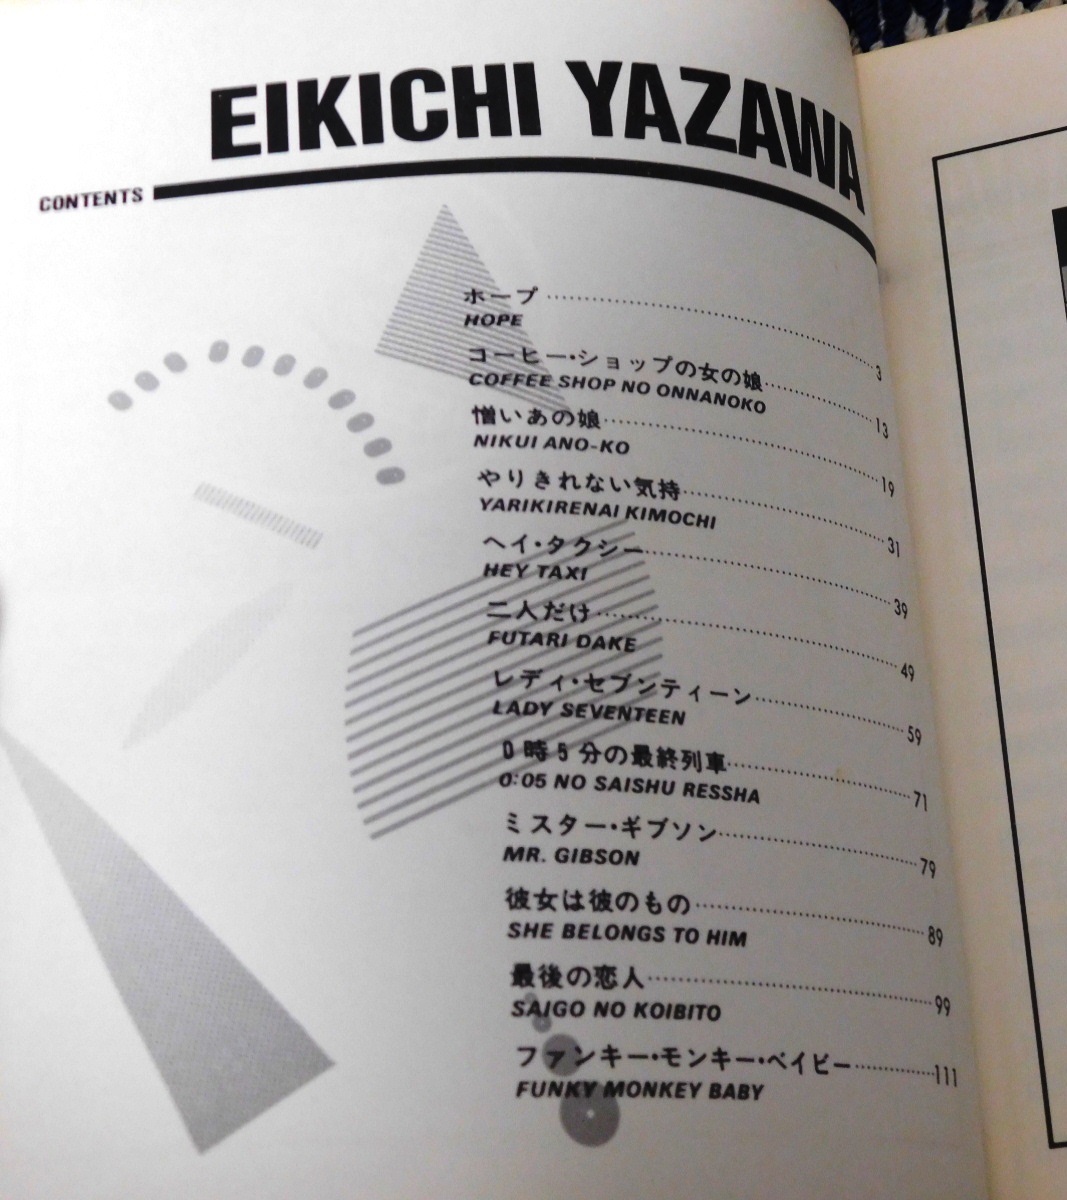 EIKICHI YAZAWA
CONTENTS
ホープ 3
HOPE
コーヒー・ショップの女の娘 13
COFFEE SHOP NO ONNANOKO
憎いあの娘 19
NIKUI ANO-KO
やりきれない気持 31
YARIKIRENAI KIMOCHI
ヘイ・タクシー 39
HEY TAXI
二人だけ 49
FUTARI DAKE
レディ・セブンティーン 59
LADY SEVENTEEN
0時5分の最終列車 71
0:05 NO SAISHU RESSHA
ミスター・ギブソン 79
MR. GIBSON
彼女は彼のもの 89
SHE BELONGS TO HIM
最後の恋人 99
SAIGO NO KOIBITO
ファンキー・モンキー・ベイビー 111
FUNKY MONKEY BABY